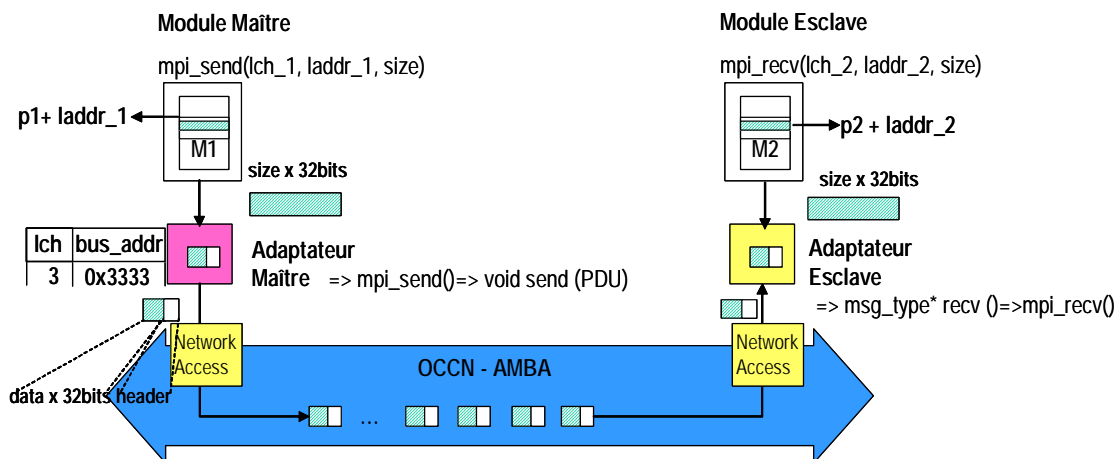 Module Maître
Module Esclave
mpi_send(lch_1, laddr_1, size)
mpi_recv(lch_2, laddr_2, size)
p1+ laddr_1
M1
M2
p2 + laddr_2
size x 32bits
size x 32bits
lch bus_addr
3 0x3333
Adaptateur
Maître => mpi_send()=> void send (PDU)
Adaptateur
Esclave
=> msg_type* recv ()=>mpi_recv()
Network
Access
OCCN - AMBA
Network
Access
data x 32bits header
...